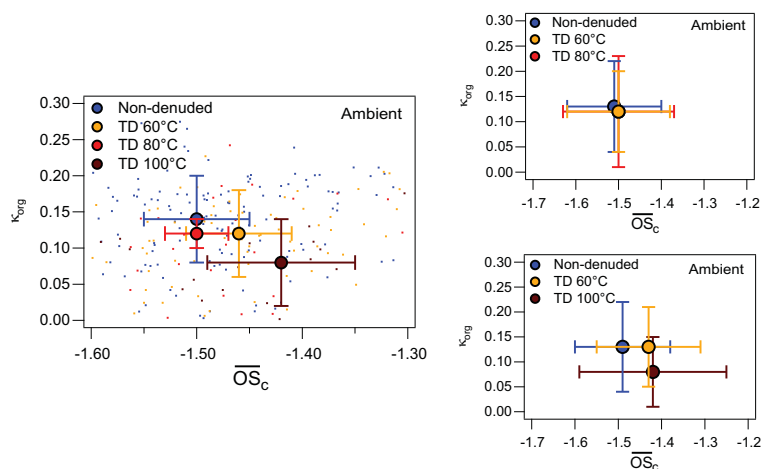 0.30
0.25
0.20
0.15
0.10
0.05
0.00
κorg
Non-denuded
TD 60°C
TD 80°C
TD 100°C
Ambient
-1.60
-1.50
-1.40
-1.30
OSc
0.30
0.25
0.20
0.15
0.10
0.05
0.00
κorg
Non-denuded
TD 60°C
TD 80°C
Ambient
-1.7
-1.6
-1.5
-1.4
-1.3
-1.2
OSc
0.30
0.25
0.20
0.15
0.10
0.05
0.00
κorg
Non-denuded
TD 60°C
TD 100°C
Ambient
-1.7
-1.6
-1.5
-1.4
-1.3
-1.2
OSc